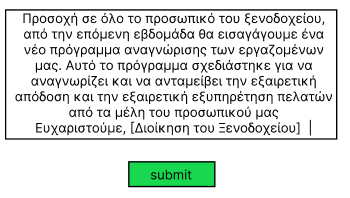 Προσοχή σε όλο το προσωπικό του ξενοδοχείου,
από την επόμενη εβδομάδα θα εισαγάγουμε ένα
νέο πρόγραμμα αναγνώρισης των εργαζομένων
μας. Αυτό το πρόγραμμα σχεδιάστηκε για να
αναγνωρίζει και να ανταμείβει την εξαιρετική
απόδοση και την εξαιρετική εξυπηρέτηση πελατών
από τα μέλη του προσωπικού μας
Ευχαριστούμε, [Διοίκηση του Ξενοδοχείου]
submit